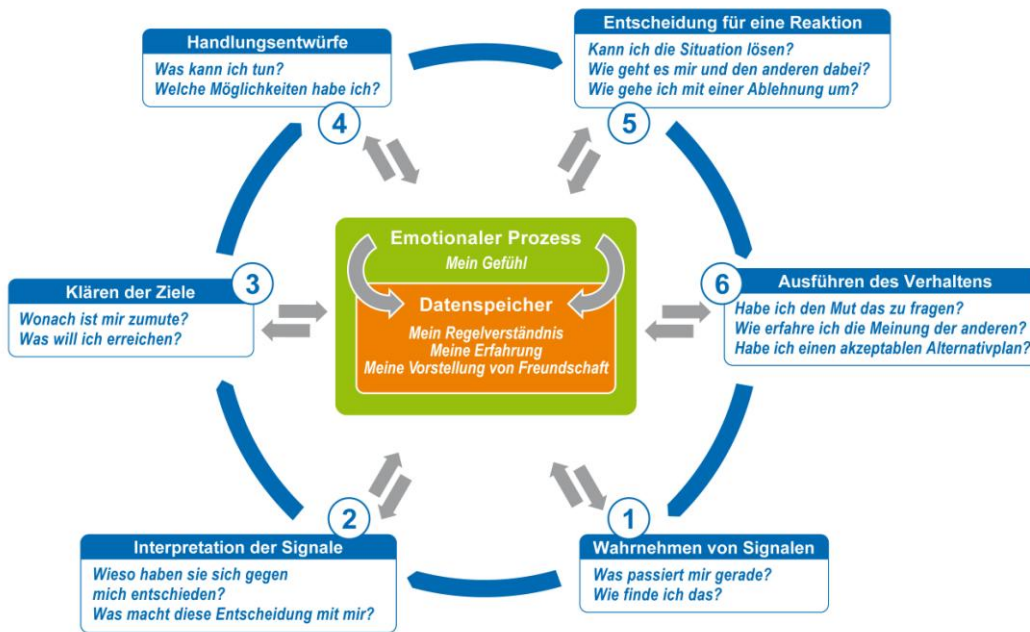 Handlungsentwürfe
Was kann ich tun?
Welche Möglichkeiten habe ich?
4
Entscheidung für eine Reaktion
Kann ich die Situation lösen?
Wie geht es mir und den anderen dabei?
Wie gehe ich mit einer Ablehnung um?
5
Emotionaler Prozess
Mein Gefühl
Datenspeicher
Mein Regelverständnis
Meine Erfahrung
Meine Vorstellung von Freundschaft
3
Klären der Ziele
Wonach ist mir zumute?
Was will ich erreichen?
6
Ausführen des Verhaltens
Habe ich den Mut das zu fragen?
Wie erfahre ich die Meinung der anderen?
Habe ich einen akzeptablen Alternativplan?
2
Interpretation der Signale
Wieso haben sie sich gegen
mich entschieden?
Was macht diese Entscheidung mit mir?
1
Wahrnehmen von Signalen
Was passiert mir gerade?
Wie finde ich das?